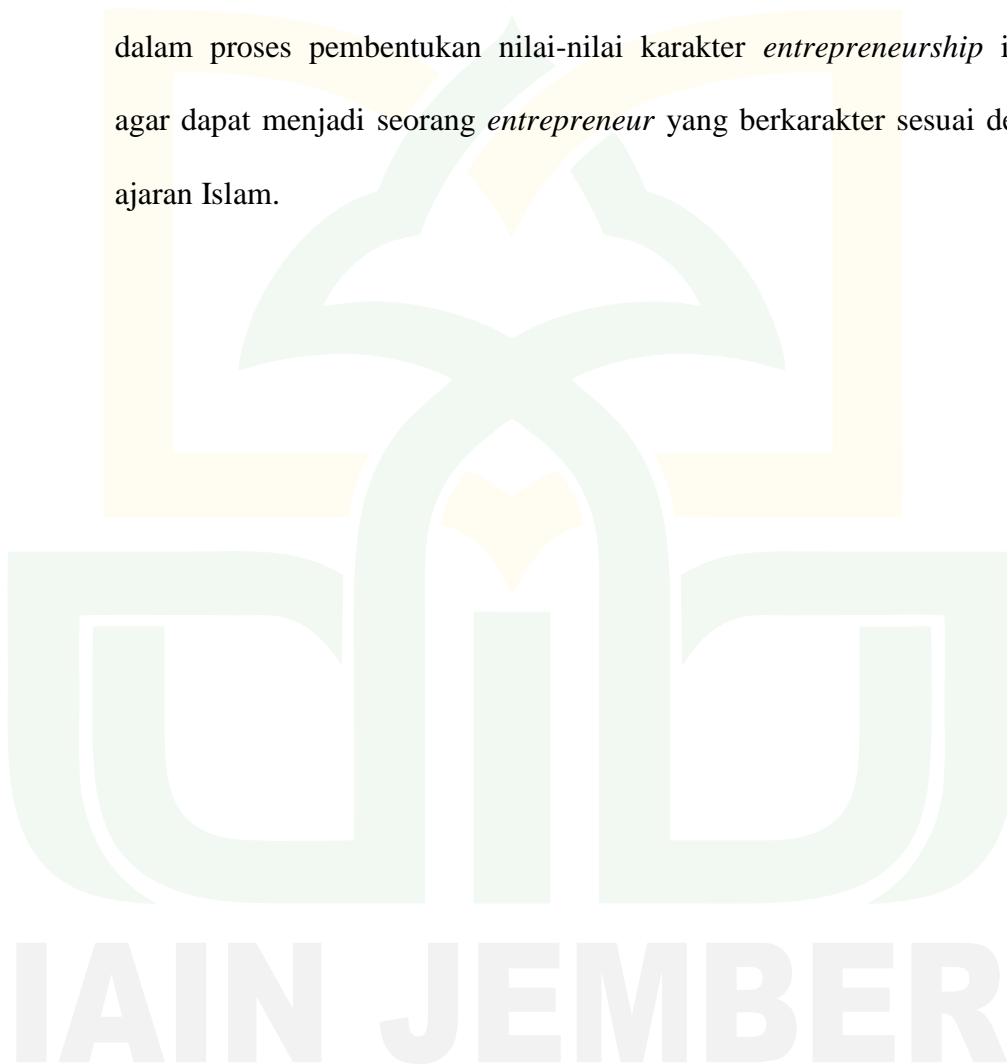 dalam proses pembentukan nilai-nilai karakter entrepreneurship
agar dapat menjadi seorang entrepreneur yang berkarakter sesuai
ajaran Islam.
IAIN JEMBER